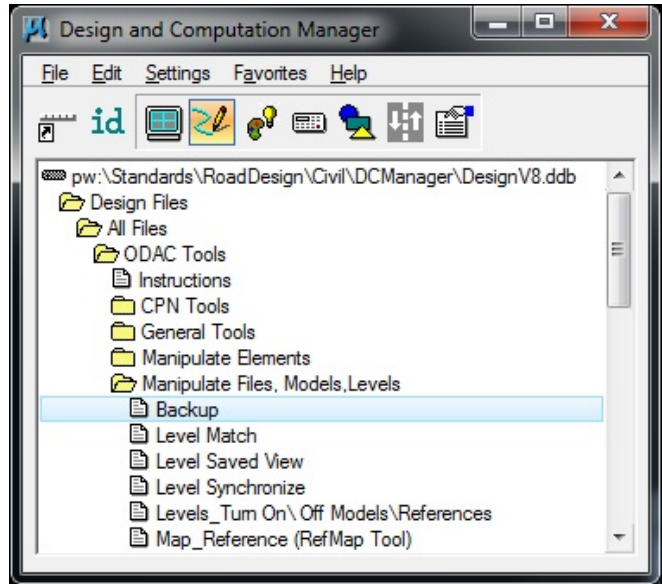 Design and Computation Manager
File Edit Settings Favorites Help
id
pw:\Standards\RoadDesign\Civil\DCManager\DesignV8.ddb
Design Files
All Files
ODAC Tools
Instructions
CPN Tools
General Tools
Manipulate Elements
Manipulate Files, Models,Levels
Backup
Level Match
Level Saved View
Level Synchronize
Levels_Turn On\ Off Models\References
Map_Reference (RefMap Tool)